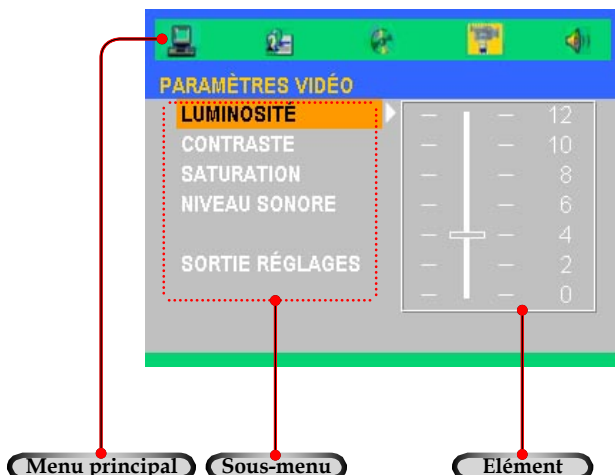 PARAMÈTRES VIDÉO
LUMINOSITÉ
CONTRASTE
SATURATION
NIVEAU SONORE
SORTIE RÉGLAGES
12
10
8
6
4
2
0
Menu principal
Sous-menu
Elément